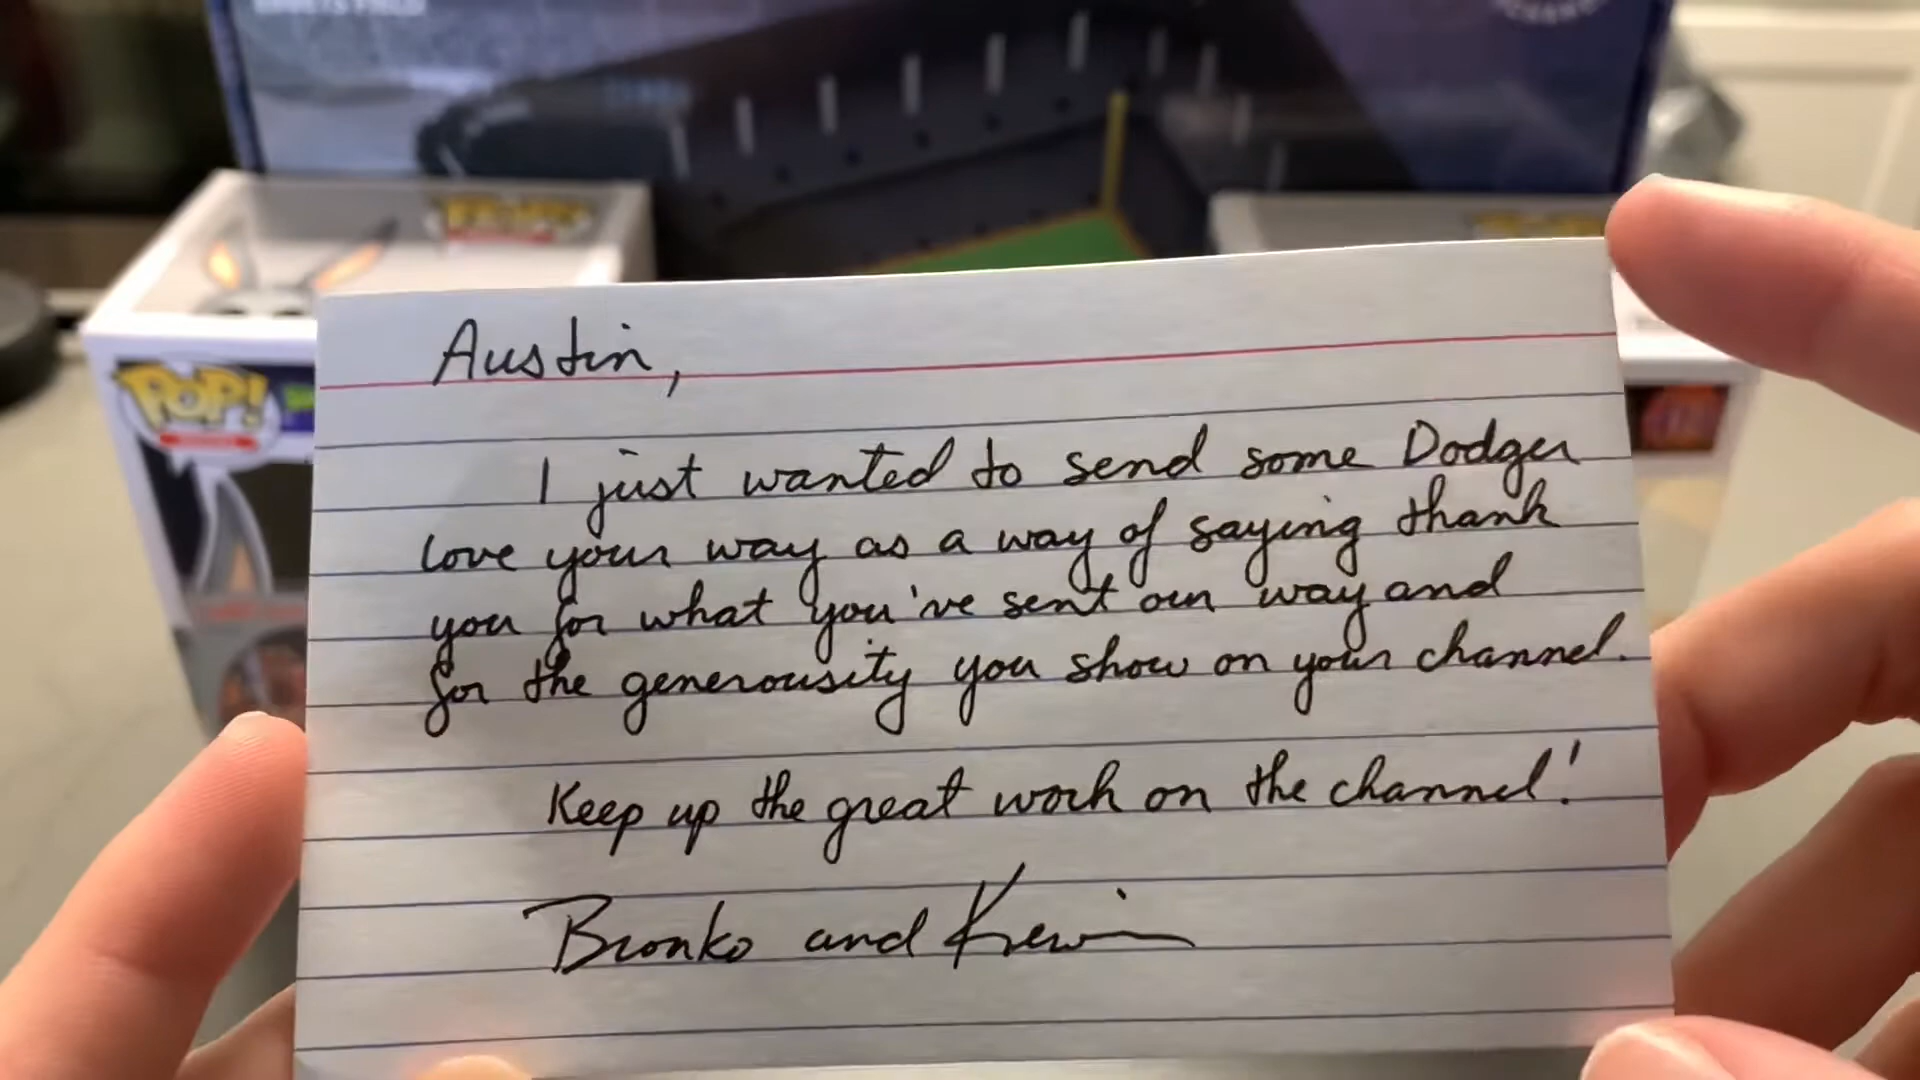 POP!
POP!
Austin,
I just wanted to send some Dodger
love your way as a way of saying thank
you for what you've sent our way and
for the generousity you show on your channel.
Keep up the great work on the channel!
Bronko and Kevin